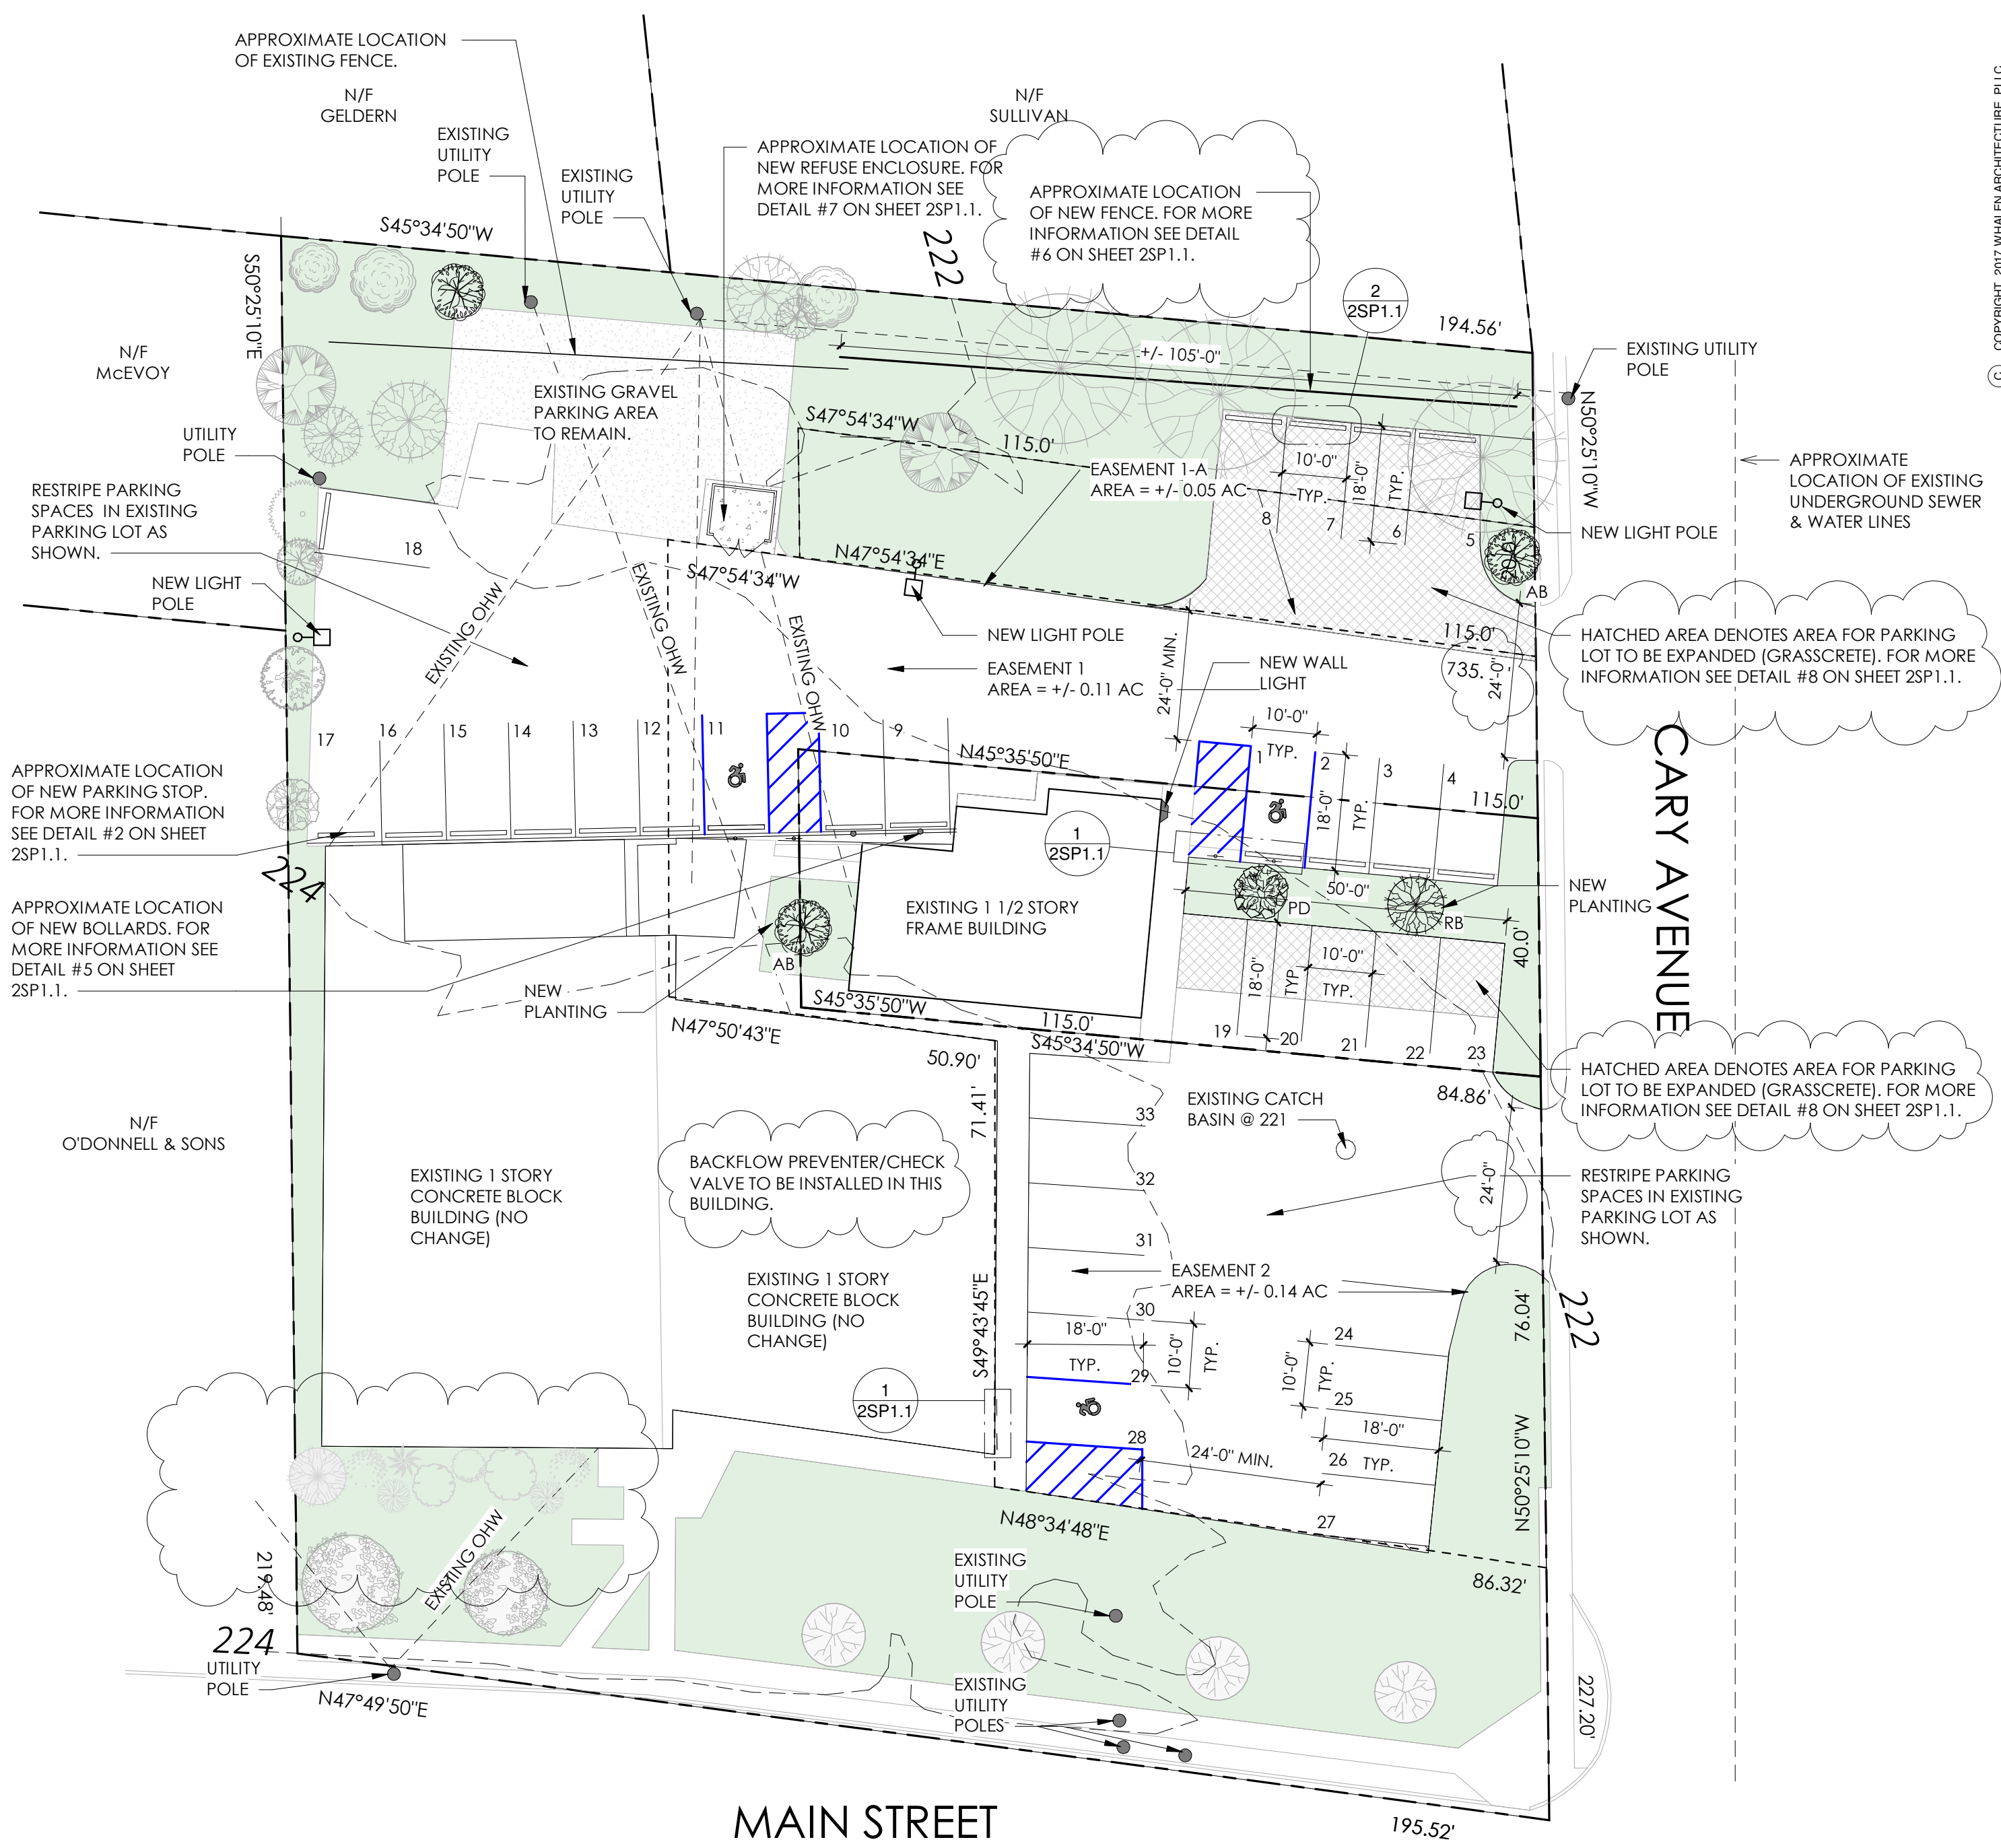 APPROXIMATE LOCATION
OF EXISTING FENCE.
N/F
GELDERN
EXISTING
UTILITY
POLE
EXISTING
UTILITY
POLE
N/F
SULLIVAN
APPROXIMATE LOCATION OF
NEW REFUSE ENCLOSURE. FOR
MORE INFORMATION SEE
DETAIL #7 ON SHEET 2SP1.1.
APPROXIMATE LOCATION
OF NEW FENCE. FOR MORE
INFORMATION SEE DETAIL
#6 ON SHEET 2SP1.1.
C COPYRIGHT 2017 WHALEN ARCHITECTURE, PLLC
S45°34'50"W
S50°25'10"E
222
2
2SP1.1
194.56'
+/- 105'-0"
EXISTING UTILITY
POLE
N50°25'10"W
N/F
McEVOY
EXISTING GRAVEL
PARKING AREA
TO REMAIN.
S47°54'34"W
115.0'
UTILITY
POLE
EASEMENT 1-A
AREA = +/- 0.05 AC
10'-0"
TYP.
18'-0"
TYP.
8
7
6
5
APPROXIMATE
LOCATION OF EXISTING
UNDERGROUND SEWER
& WATER LINES
RESTRIPE PARKING
SPACES IN EXISTING
PARKING LOT AS
SHOWN.
18
NEW LIGHT POLE
N47°54'34"E
S47°54'34"W
AB
NEW LIGHT
POLE
EXISTING OHW
EXISTING OHW
EXISTING OHW
NEW LIGHT POLE
EASEMENT 1
AREA = +/- 0.11 AC
24'-0" MIN.
NEW WALL
LIGHT
115.0'
735.
24'-0"
HATCHED AREA DENOTES AREA FOR PARKING
LOT TO BE EXPANDED (GRASSCRETE). FOR MORE
INFORMATION SEE DETAIL #8 ON SHEET 2SP1.1.
17
16
15
14
13
12
11
10
9
N45°35'50"E
10'-0"
TYP.
1
2
3
4
18'-0"
TYP.
115.0'
CARY AVENUE
APPROXIMATE LOCATION
OF NEW PARKING STOP.
FOR MORE INFORMATION
SEE DETAIL #2 ON SHEET
2SP1.1.
1
2SP1.1
224
50'-0"
PD
RB
NEW
PLANTING
APPROXIMATE LOCATION
OF NEW BOLLARDS. FOR
MORE INFORMATION SEE
DETAIL #5 ON SHEET
2SP1.1.
EXISTING 1 1/2 STORY
FRAME BUILDING
AB
NEW
PLANTING
40.0'
18'-0"
TYP.
10'-0"
TYP.
S45°35'50"W
115.0'
19
20
21
22
23
N47°50'43"E
50.90'
S45°34'50"W
84.86'
HATCHED AREA DENOTES AREA FOR PARKING
LOT TO BE EXPANDED (GRASSCRETE). FOR MORE
INFORMATION SEE DETAIL #8 ON SHEET 2SP1.1.
N/F
O'DONNELL & SONS
71.41'
33
EXISTING CATCH
BASIN @ 221
EXISTING 1 STORY
CONCRETE BLOCK
BUILDING (NO
CHANGE)
BACKFLOW PREVENTER/CHECK
VALVE TO BE INSTALLED IN THIS
BUILDING.
32
24'-0"
RESTRIPE PARKING
SPACES IN EXISTING
PARKING LOT AS
SHOWN.
31
EXISTING 1 STORY
CONCRETE BLOCK
BUILDING (NO
CHANGE)
S49°43'45"E
EASEMENT 2
AREA = +/- 0.14 AC
30
18'-0"
TYP.
10'-0"
TYP.
24
10'-0"
TYP.
76.04'
222
29
25
1
2SP1.1
18'-0"
28
24'-0" MIN.
26
TYP.
N50°25'10"W
27
N48°34'48"E
EXISTING OHW
219.48'
EXISTING
UTILITY
POLE
86.32'
224
UTILITY
POLE
N47°49'50"E
EXISTING
UTILITY
POLES
227.20'
MAIN STREET
195.52'